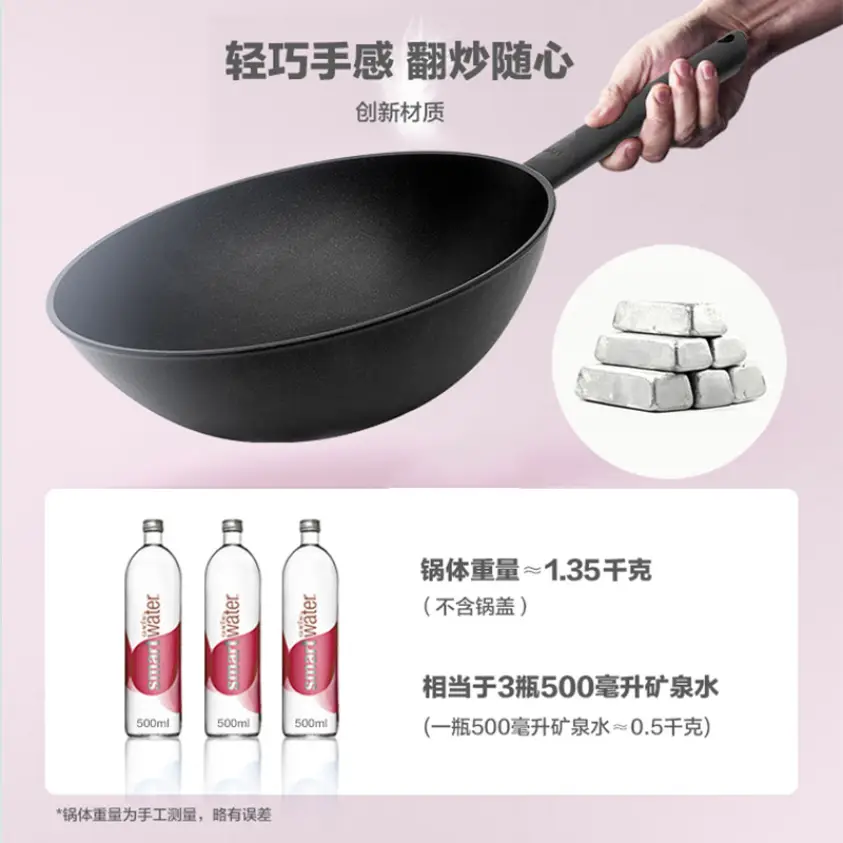 轻巧手感 翻炒随心
创新材质
锅体重量≈1.35千克
（不含锅盖）
相当于3瓶500毫升矿泉水
(一瓶500毫升矿泉水≈0.5千克)
smartwater
500ml
smartwater
500ml
smartwater
500ml
*锅体重量为手工测量，略有误差